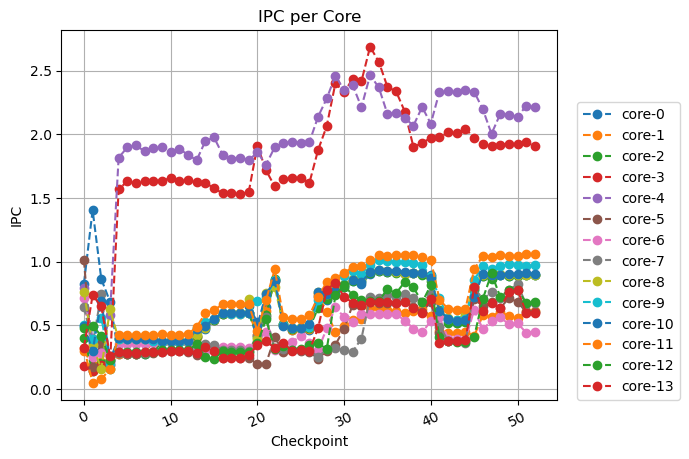 IPC per Core
IPC
2.5
2.0
1.5
1.0
0.5
0.0
0
10
20
30
40
50
Checkpoint
core-0
core-1
core-2
core-3
core-4
core-5
core-6
core-7
core-8
core-9
core-10
core-11
core-12
core-13